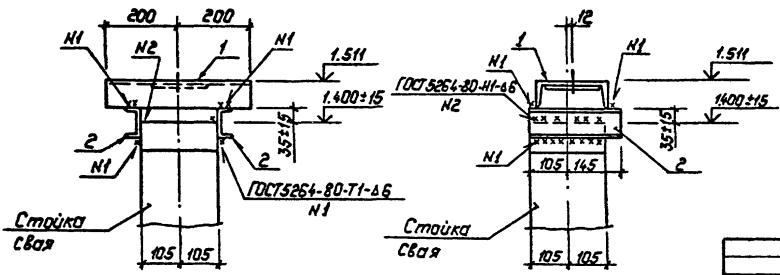 200 200
N1 N2 1 N1
1.511
1.400±15
35±15
2 2
N1
ГОСТ5264-80-Т1-Δ6
N1
Стойка
свая
105 105
12
1 N1
N1
1.511
ГОСТ5264-80-Н1-Δ6
N2
1400±15
35±15
N1
2
105 145
Стойка
свая
105 105